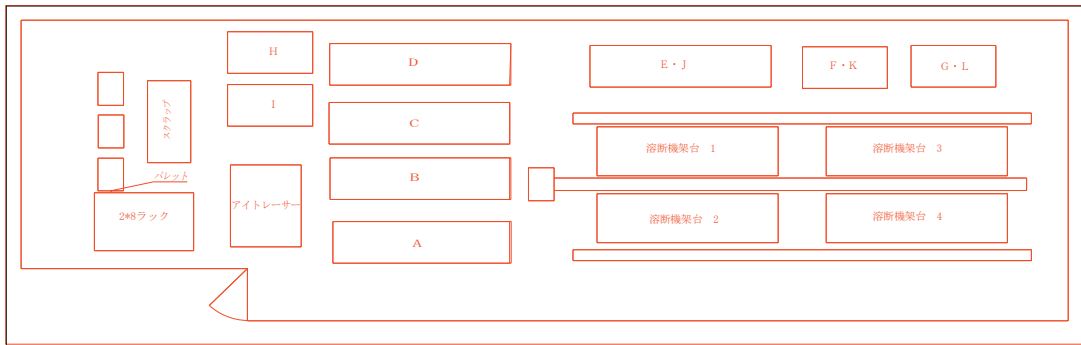 H
D
E・J
F・K
G・L
I
スクラップ
C
溶断機架台 1
溶断機架台 3
パレット
B
アイトレーサー
2*8ラック
溶断機架台 2
溶断機架台 4
A